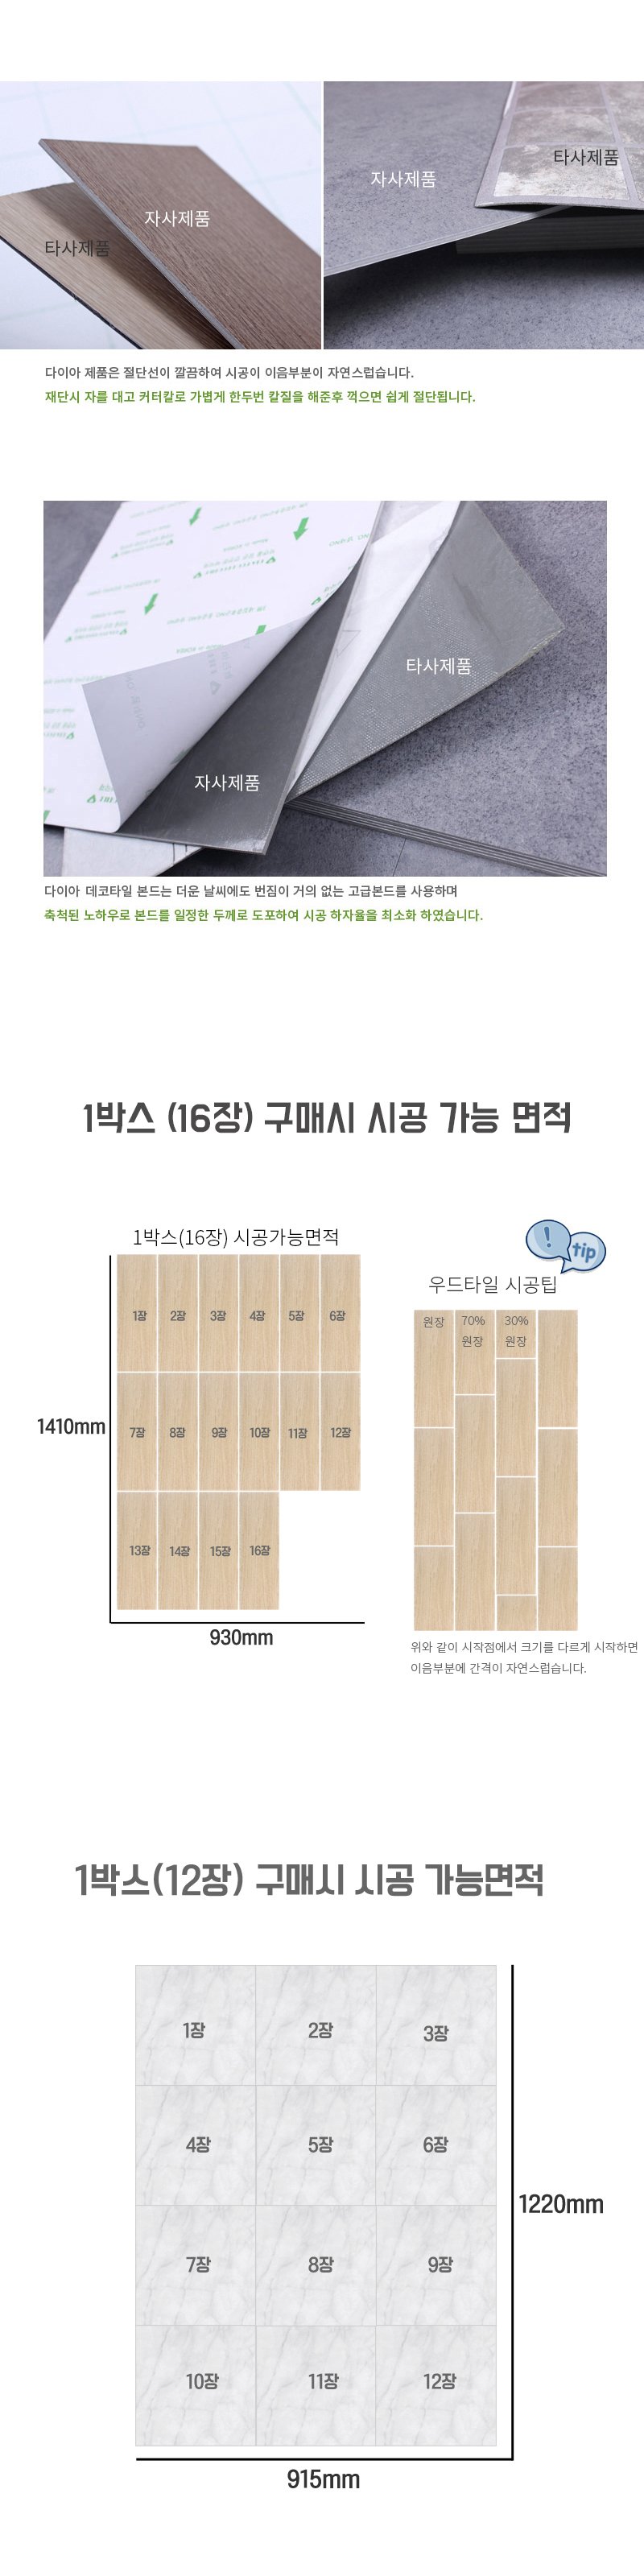 자사제품
타사제품
자사제품
타사제품
다이아 제품은 절단선이 깔끔하여 시공이 이음부분이 자연스럽습니다.
재단시 자를 대고 커터칼로 가볍게 한두번 칼질을 해준후 꺽으면 쉽게 절단됩니다.
타사제품
자사제품
다이아 데코타일 본드는 더운 날씨에도 번짐이 거의 없는 고급본드를 사용하며
축척된 노하우로 본드를 일정한 두께로 도포하여 시공 하자율을 최소화 하였습니다.
1박스 (16장) 구매시 시공 가능 면적
1박스(16장) 시공가능면적
1장 2장 3장 4장 5장 6장
7장 8장 9장 10장 11장 12장
13장 14장 15장 16장
1410mm
930mm
! tip
우드타일 시공팁
원장 70% 원장 30% 원장
위와 같이 시작점에서 크기를 다르게 시작하면
이음부분에 간격이 자연스럽습니다.
1박스(12장) 구매시 시공 가능면적
1장 2장 3장
4장 5장 6장
7장 8장 9장
10장 11장 12장
1220mm
915mm